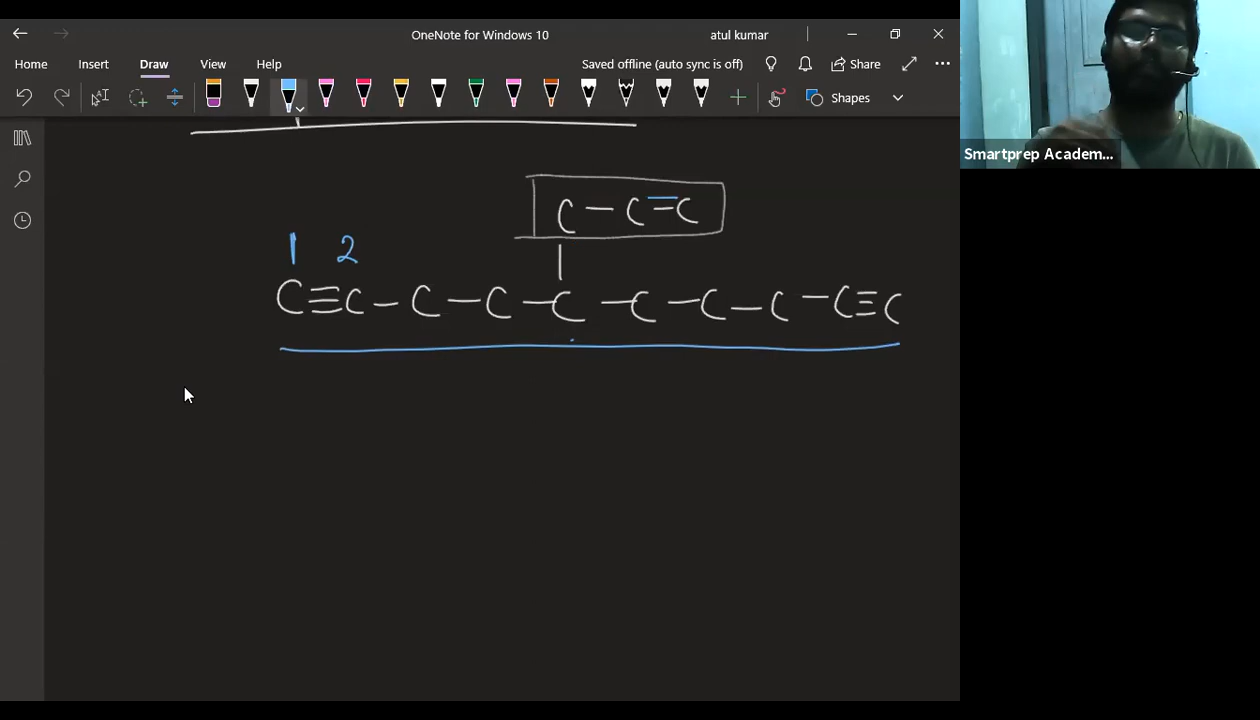 OneNote for Windows 10
atul kumar
Home Insert Draw View Help
Saved offline (auto sync is off)
Share
Shapes
Smartprep Academ...
C — C = C
|
1 2
C ≡ C — C — C — C — C — C — C — C ≡ C